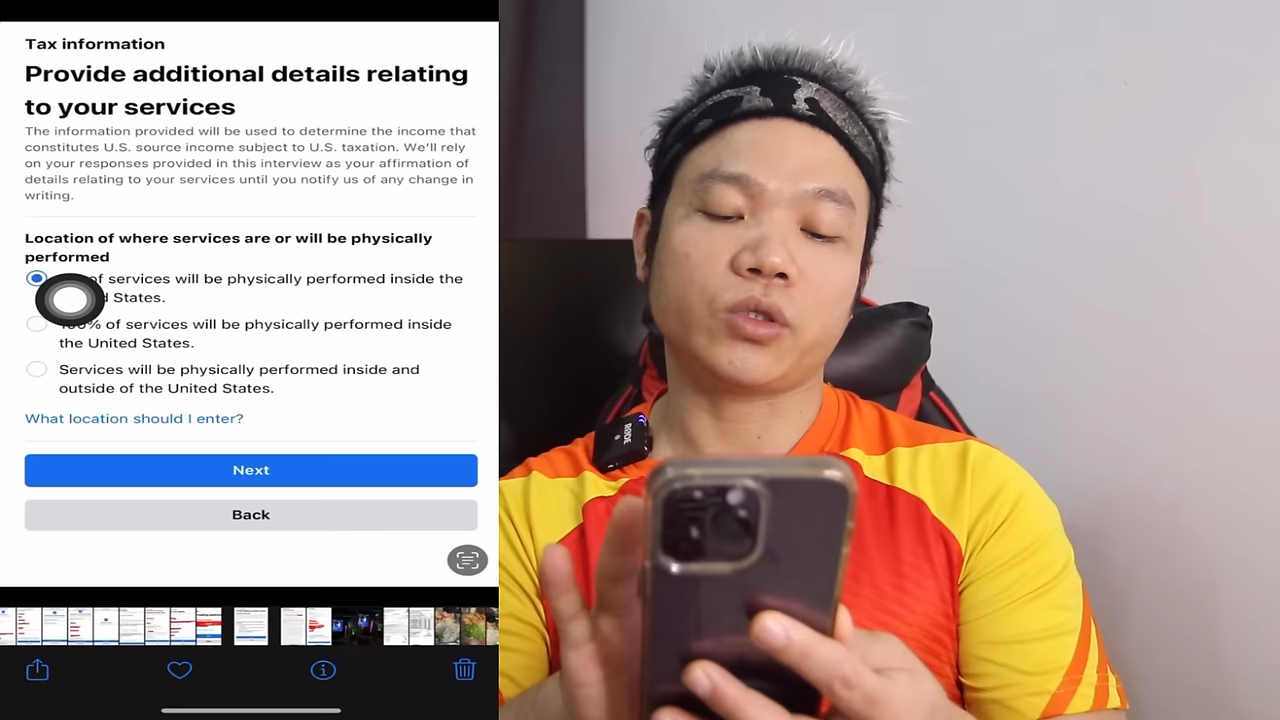 Tax information
Provide additional details relating
to your services
The information provided will be used to determine the income that
constitutes U.S. source income subject to U.S. taxation. We'll rely
on your responses provided in this interview as your affirmation of
details relating to your services until you notify us of any change in
writing.
Location of where services are or will be physically
performed
of services will be physically performed inside the
States.
of services will be physically performed inside
the United States.
Services will be physically performed inside and
outside of the United States.
What location should I enter?
Next
Back
RØDE